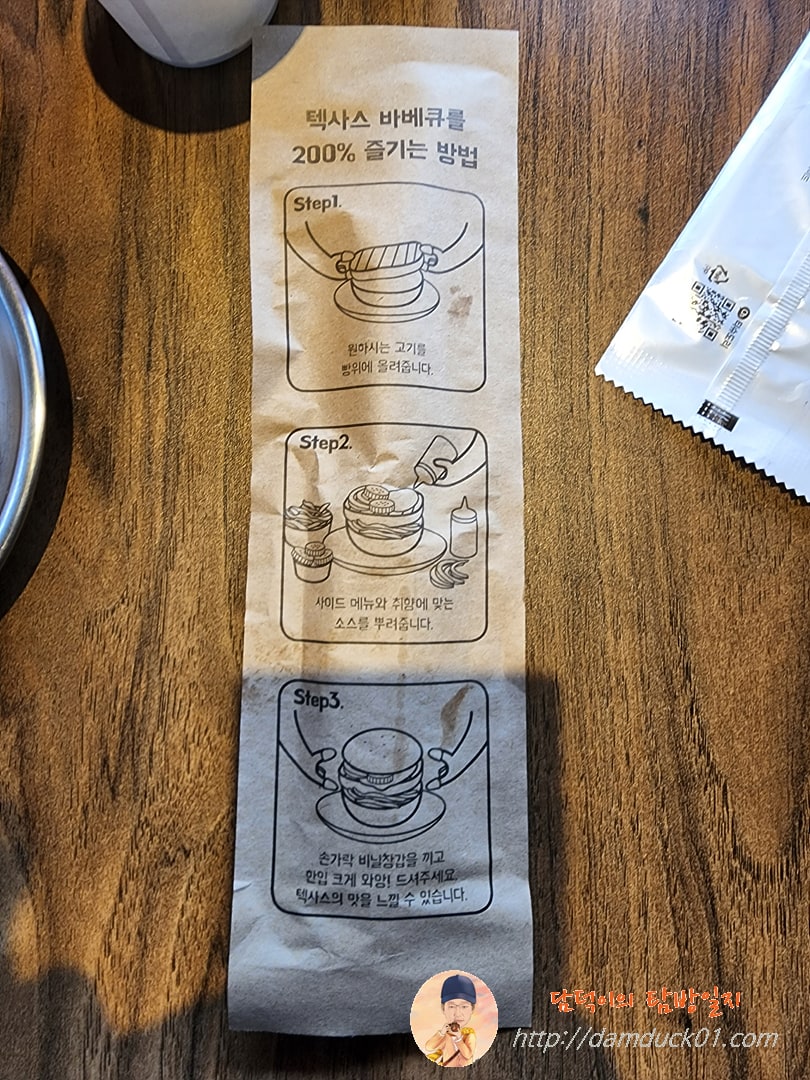 텍사스 바베큐를
200% 즐기는 방법
Step1.
원하시는 고기를
빵위에 올려줍니다.
Step2.
사이드 메뉴와 취향에 맞는
소스를 뿌려줍니다.
Step3.
손가락 비닐장갑을 끼고
한입 크게 와앙! 드셔주세요
텍사스의 맛을 느낄 수 있습니다.
담덕이의 탐방일지
http://damduck01.com